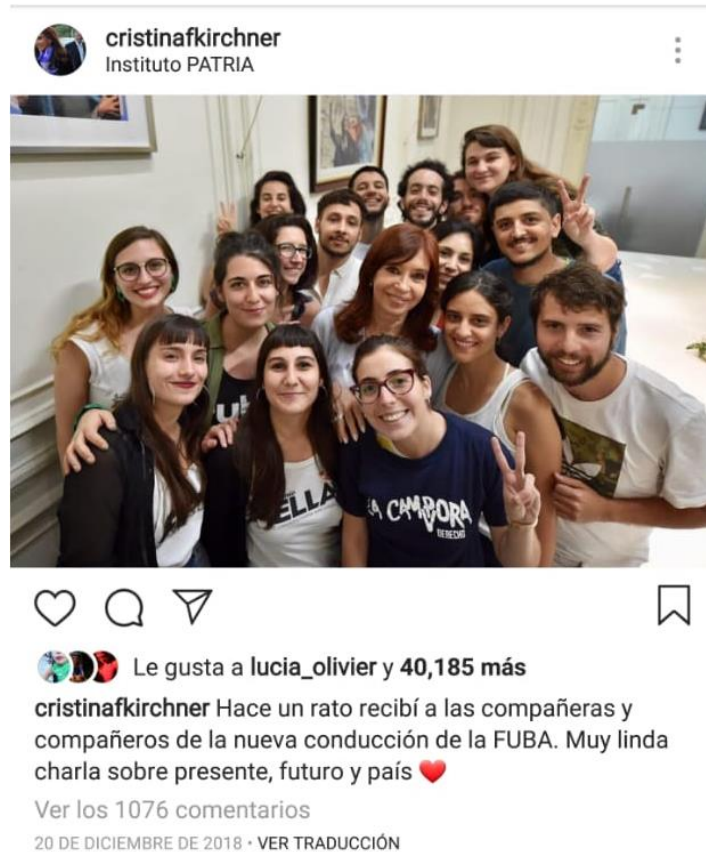 cristinafkirchner
Instituto PATRIA
ELLA
LA CAMPORA
DERECHO
Le gusta a lucia_olivier y 40,185 más
cristinafkirchner Hace un rato recibí a las compañeras y
compañeros de la nueva conducción de la FUBA. Muy linda
charla sobre presente, futuro y país ❤️
Ver los 1076 comentarios
20 DE DICIEMBRE DE 2018 • VER TRADUCCIÓN